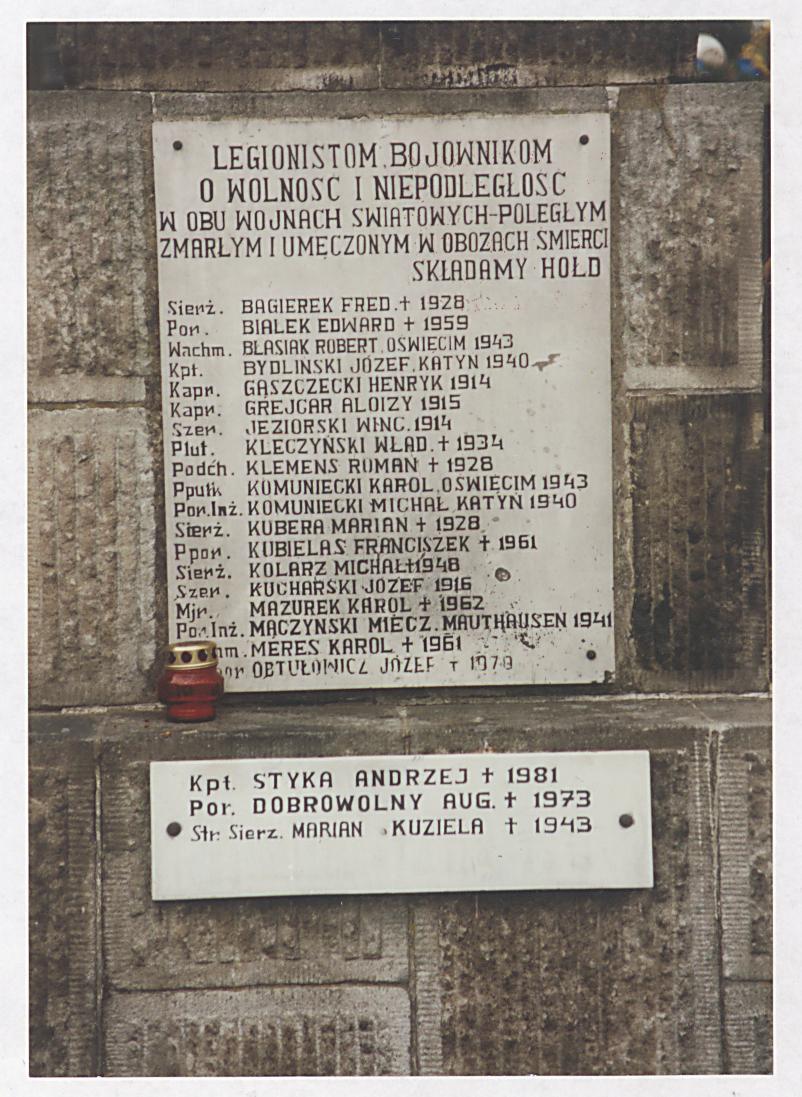 LEGIONISTOM, BOJOWNIKOM
O WOLNOSC I NIEPODLEGŁOSC
W OBU WOJNACH SWIATOWYCH-POLEGŁYM
ZMARŁYM I UMĘCZONYM W OBOZACH SMIERCI
SKŁADAMY HOŁD
Sierż. BAGIEREK FRED. + 1928
Por. BIALEK EDWARD + 1959
Wachm. BLASIAK ROBERT, OSWIĘCIM 1943
Kpt. BYDLINSKI JÓZEF, KATYN 1940
Kapr. GĄSZCZECKI HENRYK 1914
Kapr. GREJCAR ALOIZY 1915
Szer. JEZIORSKI WINC. 1914
Plut. KLECZYŃSKI WŁAD. + 1934
Podch. KLEMENS ROMAN + 1928
Ppułk KOMUNIECKI KAROL, OSWIĘCIM 1943
Por.Inż. KOMUNIECKI MICHAŁ, KATYN 1940
Sierż. KUBERA MARIAN + 1928
Ppor. KUBIELAS FRANCISZEK + 1961
Sierż. KOLARZ MICHAŁ + 1948
Szer. KUCHARSKI JÓZEF 1916
Mjr. MAZUREK KAROL + 1962
Por.Inż. MĄCZYNSKI MIECZ. MAUTHAUSEN 1941
MERES KAROL + 1961
OBTUŁOWICZ JÓZEF + 1970
Kpt. STYKA ANDRZEJ + 1981
Por. DOBROWOLNY AUG. + 1973
Str. Sierz. MARIAN KUZIELA + 1943